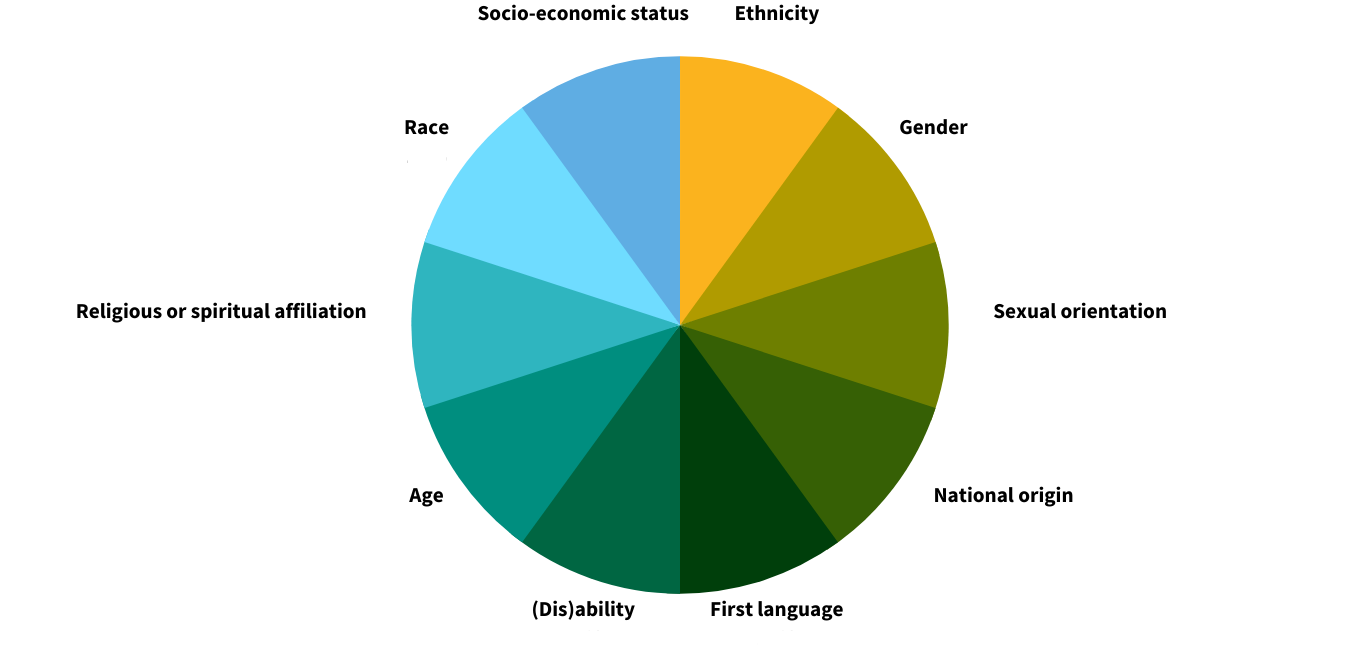 Socio-economic status
Ethnicity
Race
Gender
Religious or spiritual affiliation
Sexual orientation
Age
National origin
(Dis)ability
First language